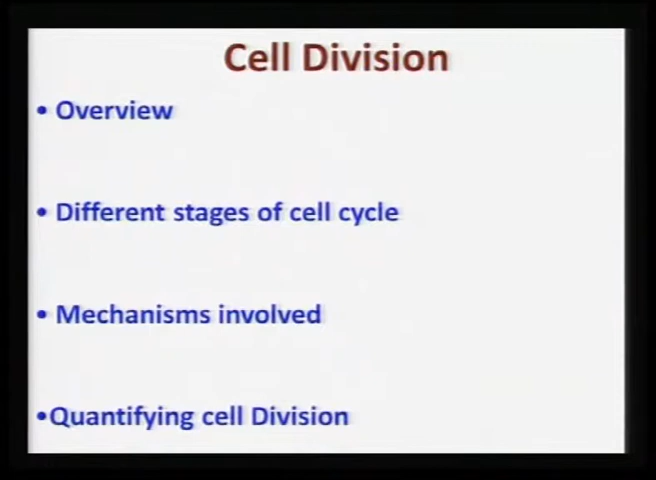 Cell Division
• Overview
• Different stages of cell cycle
• Mechanisms involved
•Quantifying cell Division